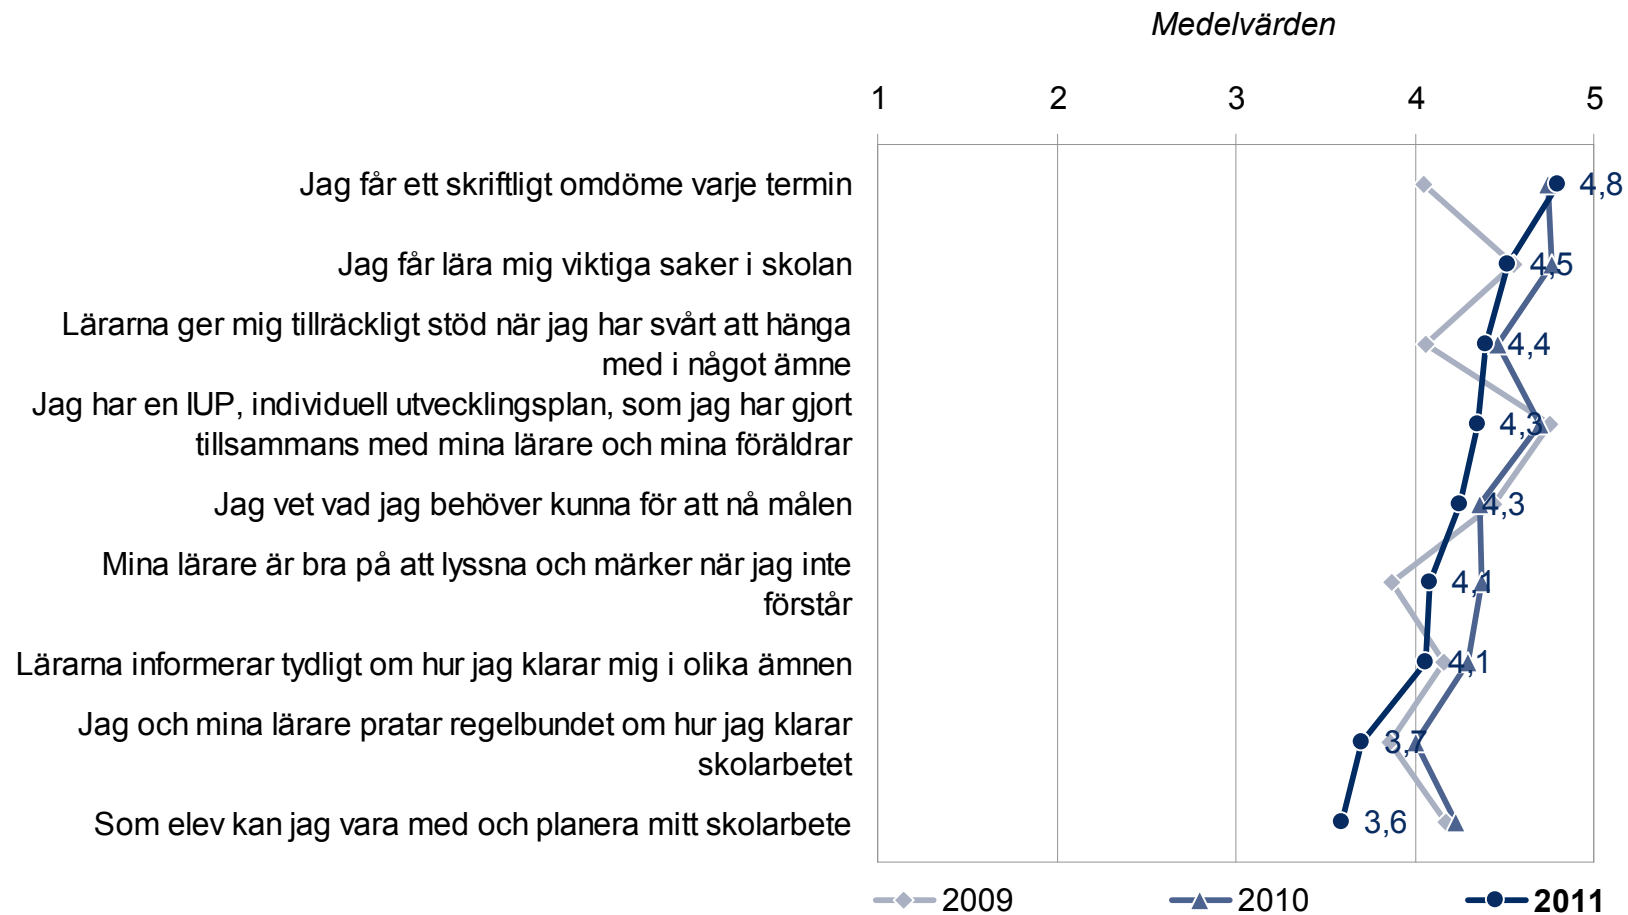 Medelvärden
1 2 3 4 5
Jag får ett skriftligt omdöme varje termin 4,8
Jag får lära mig viktiga saker i skolan 4,5
Lärarna ger mig tillräckligt stöd när jag har svårt att hänga
med i något ämne 4,4
Jag har en IUP, individuell utvecklingsplan, som jag har gjort
tillsammans med mina lärare och mina föräldrar 4,3
Jag vet vad jag behöver kunna för att nå målen 4,3
Mina lärare är bra på att lyssna och märker när jag inte
förstår 4,1
Lärarna informerar tydligt om hur jag klarar mig i olika ämnen 4,1
Jag och mina lärare pratar regelbundet om hur jag klarar
skolarbetet 3,7
Som elev kan jag vara med och planera mitt skolarbete 3,6
2009 2010 2011